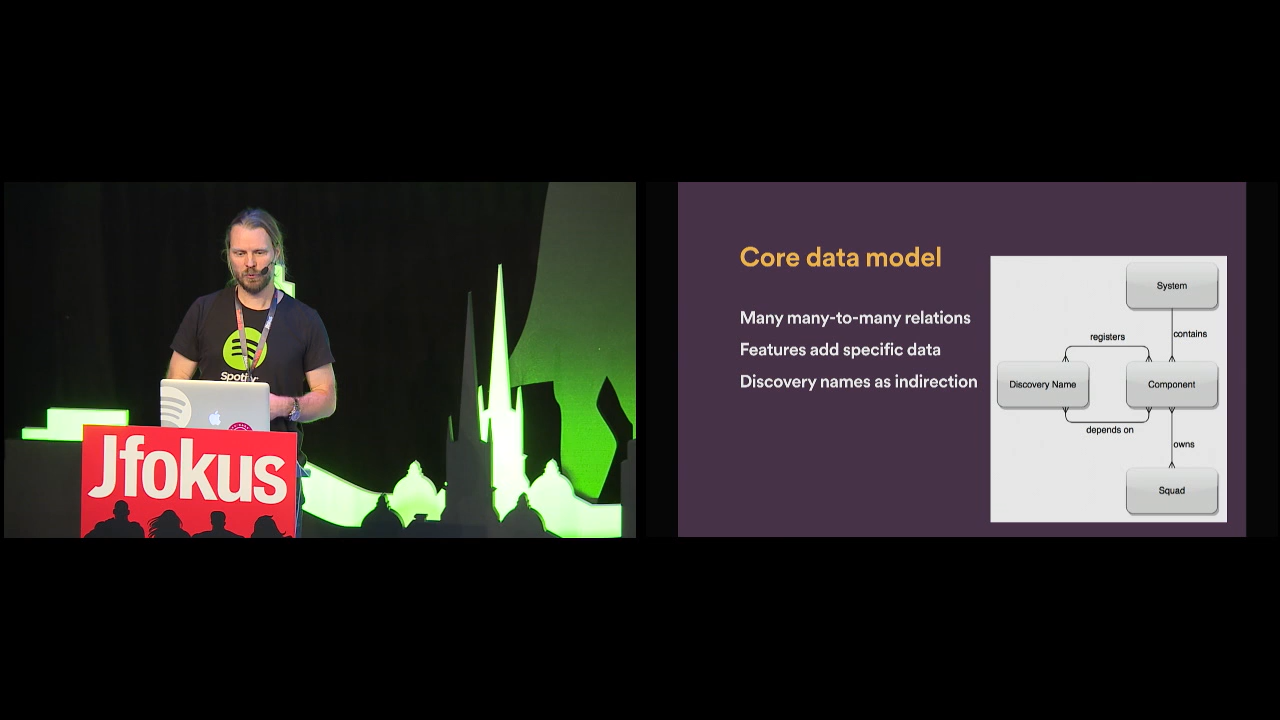 Spotify
Jfokus
Core data model
Many many-to-many relations
Features add specific data
Discovery names as indirection
System
contains
registers
Discovery Name
Component
depends on
owns
Squad